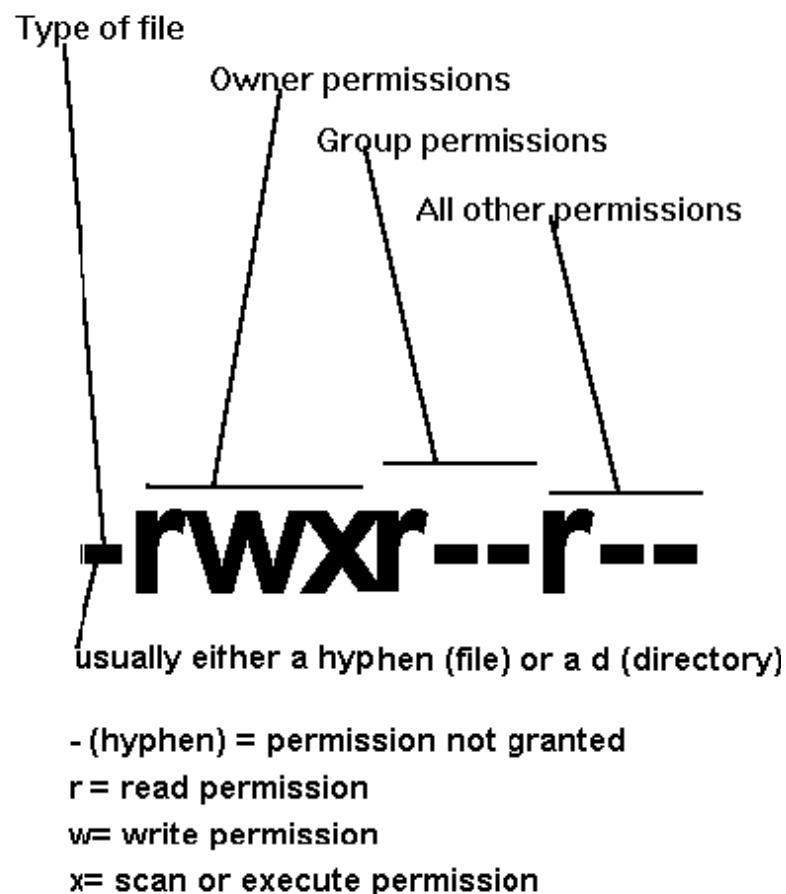 Type of file
Owner permissions
Group permissions
All other permissions
-rwxr--r--
usually either a hyphen (file) or a d (directory)
- (hyphen) = permission not granted
r = read permission
w= write permission
x= scan or execute permission